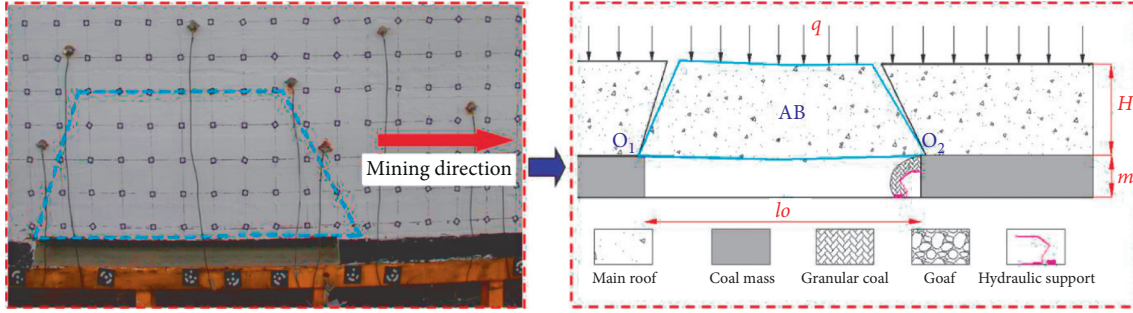 Mining direction
q
AB
O1
O2
H
m
lo
Main roof
Coal mass
Granular coal
Goaf
Hydraulic support